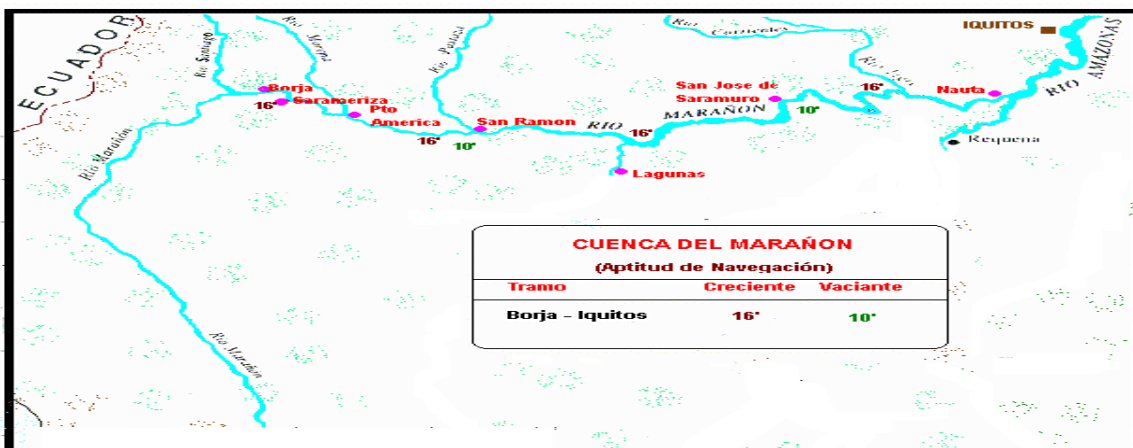 ECUADOR
Rio Santiago
Rio Morona
Rio Pastaza
Rio Corrientes
Rio Tigre
IQUITOS
RIO AMAZONAS
Borja
16'
Sarameriza
Pto
America
San Ramon
16'
10'
RIO MARAÑON
16'
San Jose de
Saramuro
10'
16'
Nauta
Requena
Lagunas
Rio Marañón
Rio Marañon
CUENCA DEL MARAÑON
(Aptitud de Navegación)
Tramo Creciente Vaciante
Borja - Iquitos 16' 10'